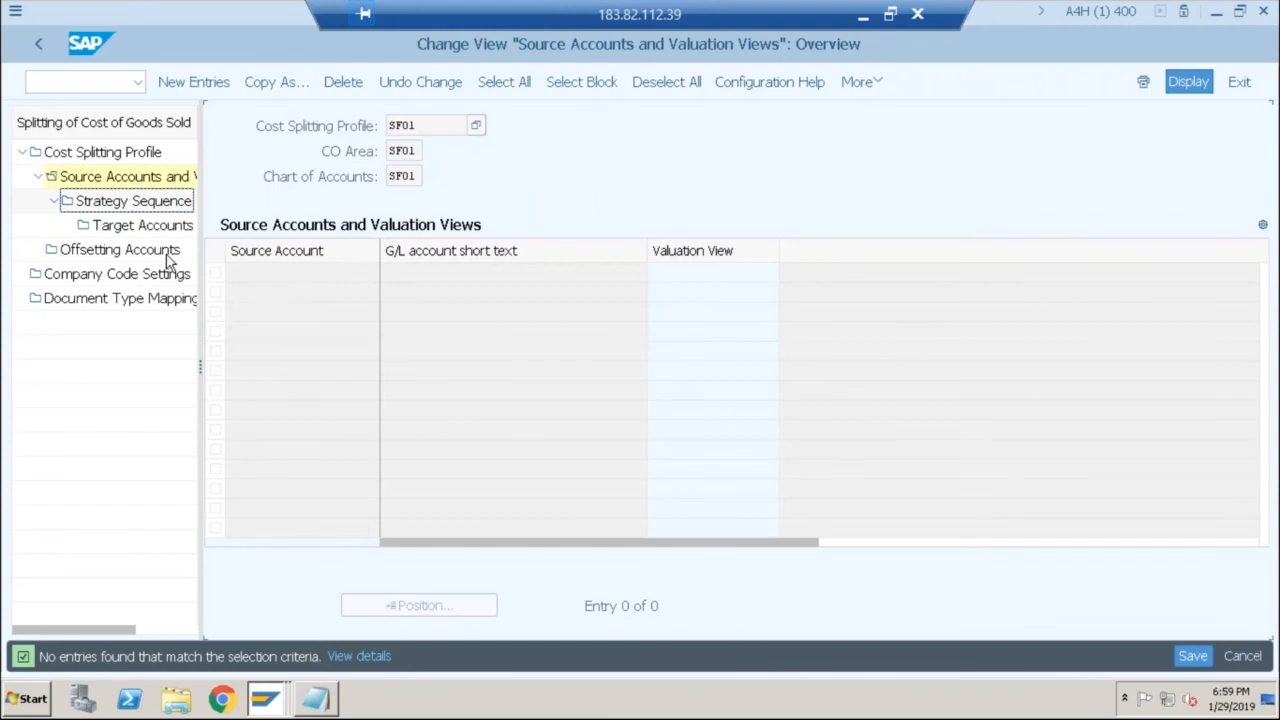 183.82.112.39
A4H (1) 400
SAP
Change View "Source Accounts and Valuation Views": Overview
New Entries Copy As... Delete Undo Change Select All Select Block Deselect All Configuration Help More Display Exit
Splitting of Cost of Goods Sold
Cost Splitting Profile
Source Accounts and V
Strategy Sequence
Target Accounts
Offsetting Accounts
Company Code Settings
Document Type Mapping
Cost Splitting Profile: SF01
CO Area: SF01
Chart of Accounts: SF01
Source Accounts and Valuation Views
Source Account G/L account short text Valuation View
Position...
Entry 0 of 0
No entries found that match the selection criteria. View details
Save Cancel
Start
6:59 PM
1/29/2019